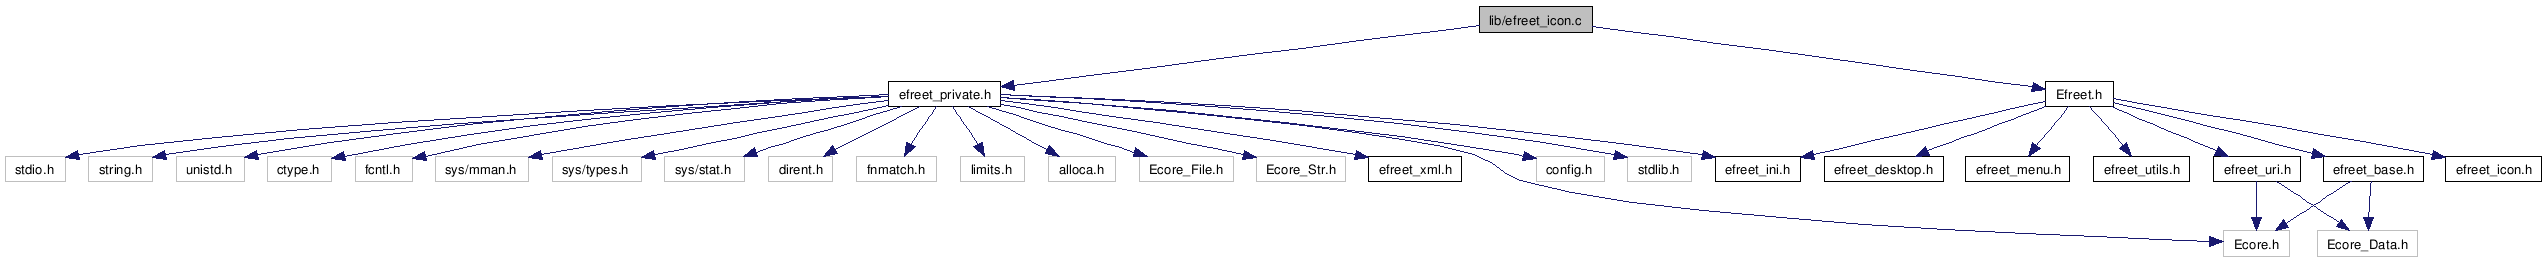 lib/efreet_icon.c
efreet_private.h
Efreet.h
stdio.h
string.h
unistd.h
ctype.h
fcntl.h
sys/mman.h
sys/types.h
sys/stat.h
dirent.h
fnmatch.h
limits.h
alloca.h
Ecore_File.h
Ecore_Str.h
efreet_xml.h
config.h
stdlib.h
efreet_ini.h
efreet_desktop.h
efreet_menu.h
efreet_utils.h
efreet_uri.h
efreet_base.h
efreet_icon.h
Ecore.h
Ecore_Data.h